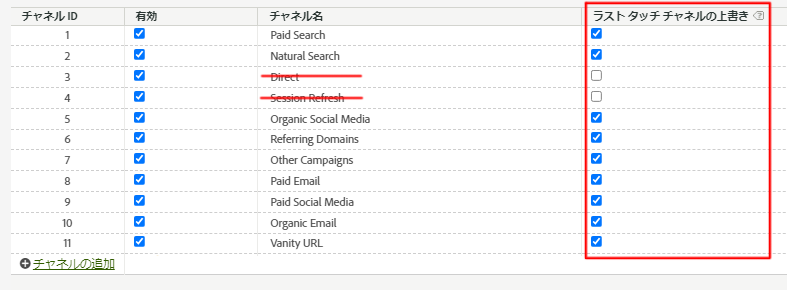 チャネル ID 有効 チャネル名 ラスト タッチ チャネルの上書き
1 Paid Search
2 Natural Search
3 Direct
4 Session Refresh
5 Organic Social Media
6 Referring Domains
7 Other Campaigns
8 Paid Email
9 Paid Social Media
10 Organic Email
11 Vanity URL
チャネルの追加